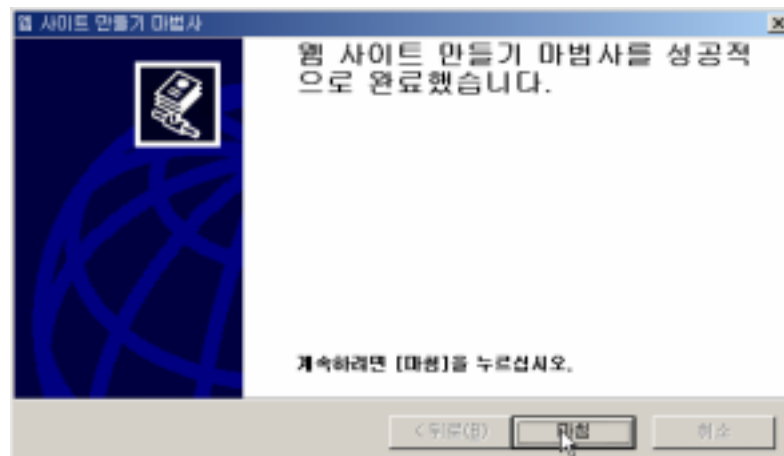 웹 사이트 만들기 마법사
웹 사이트 만들기 마법사를 성공적
으로 완료했습니다.
계속하려면 [마침]을 누르십시오.
< 뒤로(B)
마침
취소